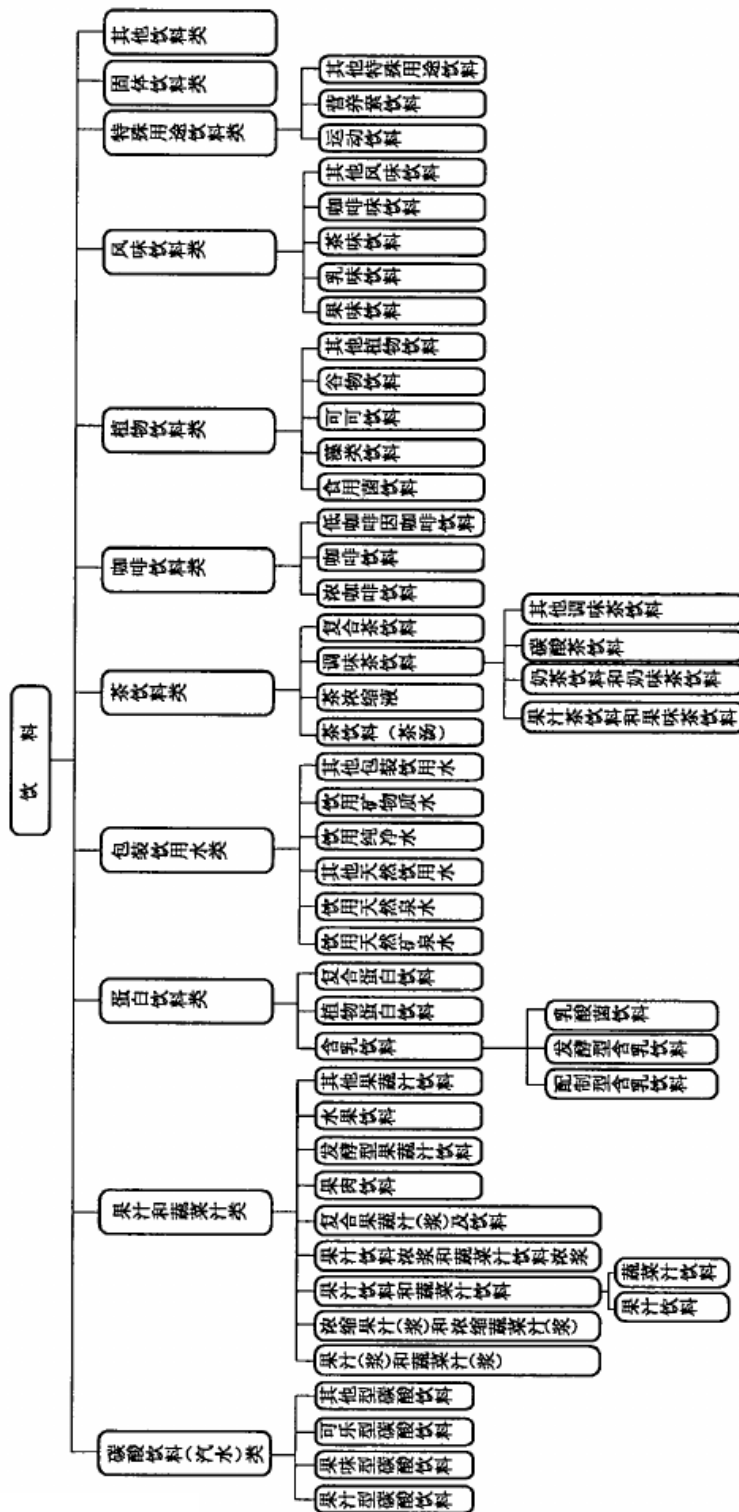 饮 料
碳酸饮料(汽水)类
果汁和蔬菜汁类
蛋白饮料类
包装饮用水类
茶饮料类
咖啡饮料类
植物饮料类
风味饮料类
特殊用途饮料类
固体饮料类
其他饮料类
果汁型碳酸饮料
果味型碳酸饮料
可乐型碳酸饮料
其他型碳酸饮料
果汁(浆)和蔬菜汁(浆)
浓缩果汁(浆)和浓缩蔬菜汁(浆)
果汁饮料和蔬菜汁饮料
果汁饮料浓浆和蔬菜汁饮料浓浆
复合果蔬汁(浆)及饮料
果肉饮料
发酵型果蔬汁饮料
水果饮料
其他果蔬汁饮料
含乳饮料
植物蛋白饮料
复合蛋白饮料
饮用天然矿泉水
饮用天然泉水
其他天然饮用水
饮用纯净水
饮用矿物质水
其他包装饮用水
茶饮料(茶汤)
茶浓缩液
调味茶饮料
复合茶饮料
浓咖啡饮料
咖啡饮料
低咖啡因咖啡饮料
食用菌饮料
藻类饮料
可可饮料
谷物饮料
其他植物饮料
果味饮料
乳味饮料
茶味饮料
咖啡味饮料
其他风味饮料
运动饮料
营养素饮料
其他特殊用途饮料
果汁饮料
蔬菜汁饮料
配制型含乳饮料
发酵型含乳饮料
乳酸菌饮料
果汁茶饮料和果味茶饮料
奶茶饮料和奶味茶饮料
碳酸茶饮料
其他调味茶饮料